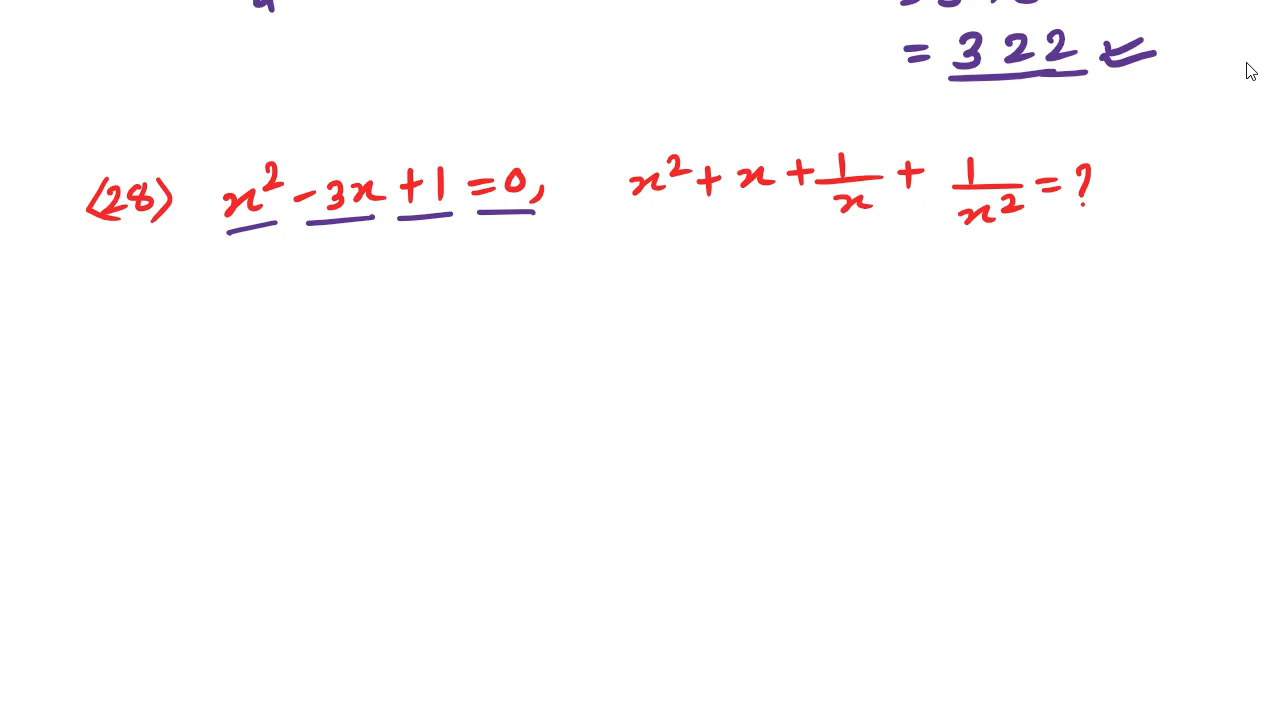 = 322
(28) x² - 3x + 1 = 0, x² + x + 1/x + 1/x² = ?